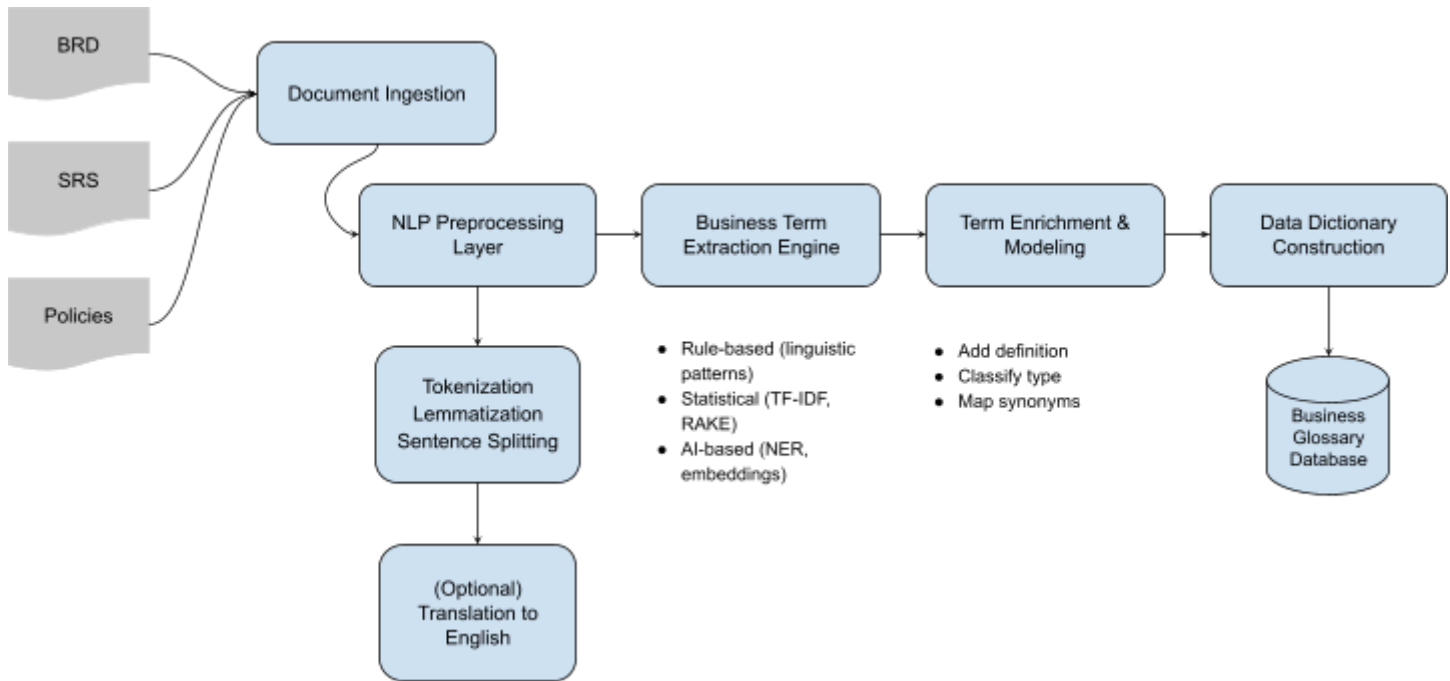 BRD
Document Ingestion
SRS
Policies
NLP Preprocessing
Layer
Business Term
Extraction Engine
Term Enrichment &
Modeling
Data Dictionary
Construction
Tokenization
Lemmatization
Sentence Splitting
● Rule-based (linguistic
patterns)
● Statistical (TF-IDF,
RAKE)
● AI-based (NER,
embeddings)
● Add definition
● Classify type
● Map synonyms
Business
Glossary
Database
(Optional)
Translation to
English